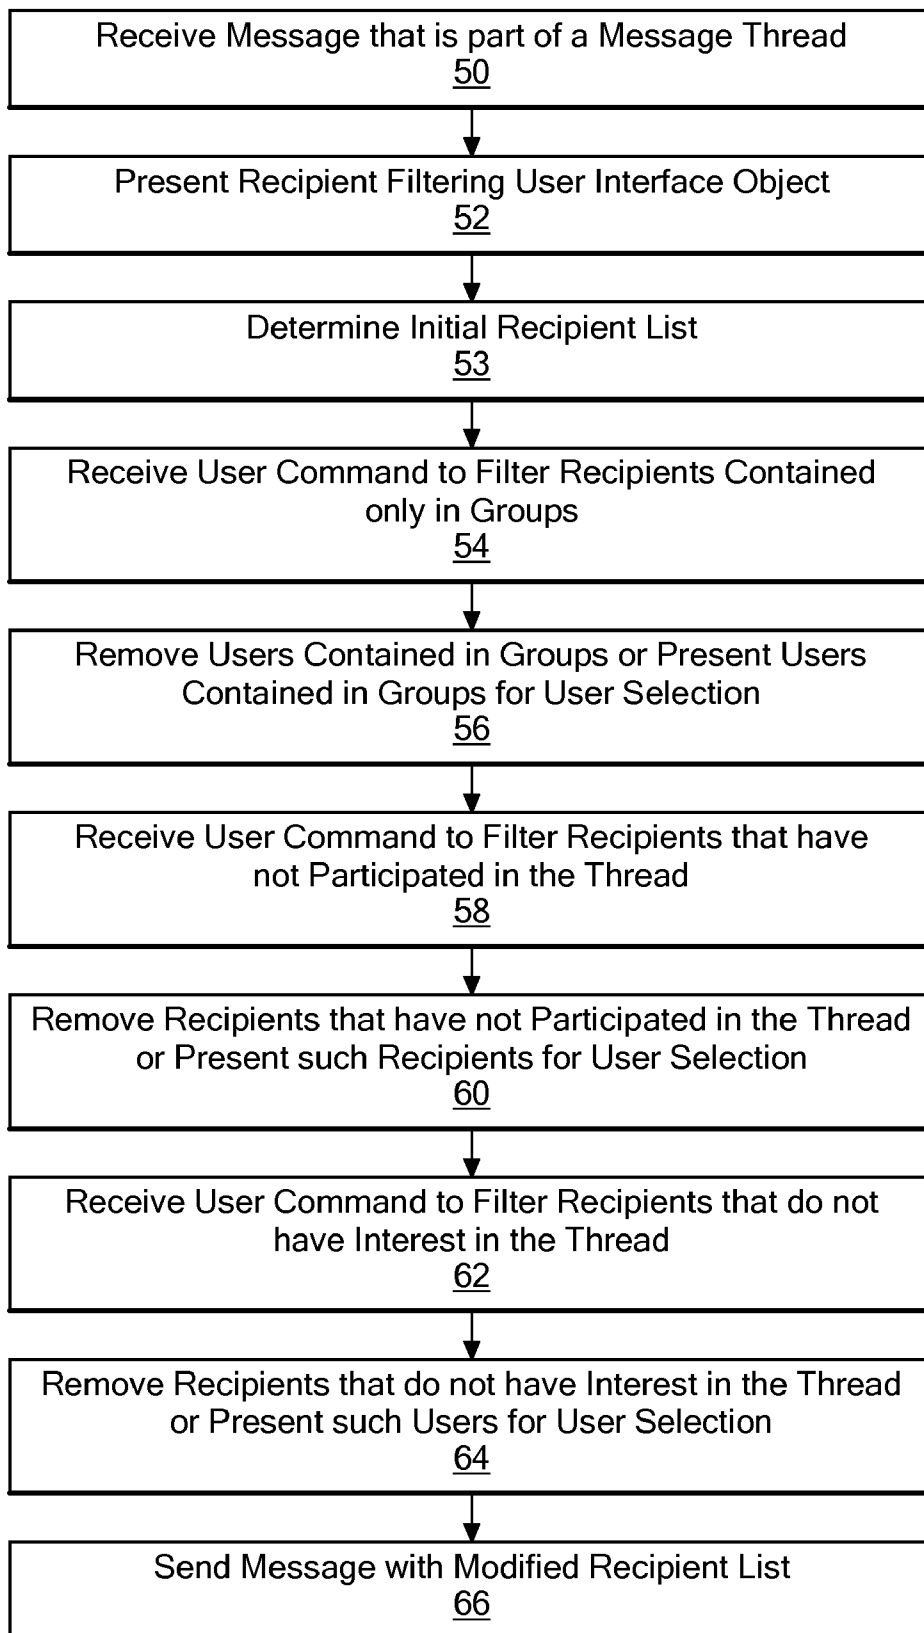 Receive Message that is part of a Message Thread
50
Present Recipient Filtering User Interface Object
52
Determine Initial Recipient List
53
Receive User Command to Filter Recipients Contained
only in Groups
54
Remove Users Contained in Groups or Present Users
Contained in Groups for User Selection
56
Receive User Command to Filter Recipients that have
not Participated in the Thread
58
Remove Recipients that have not Participated in the Thread
or Present such Recipients for User Selection
60
Receive User Command to Filter Recipients that do not
have Interest in the Thread
62
Remove Recipients that do not have Interest in the Thread
or Present such Users for User Selection
64
Send Message with Modified Recipient List
66